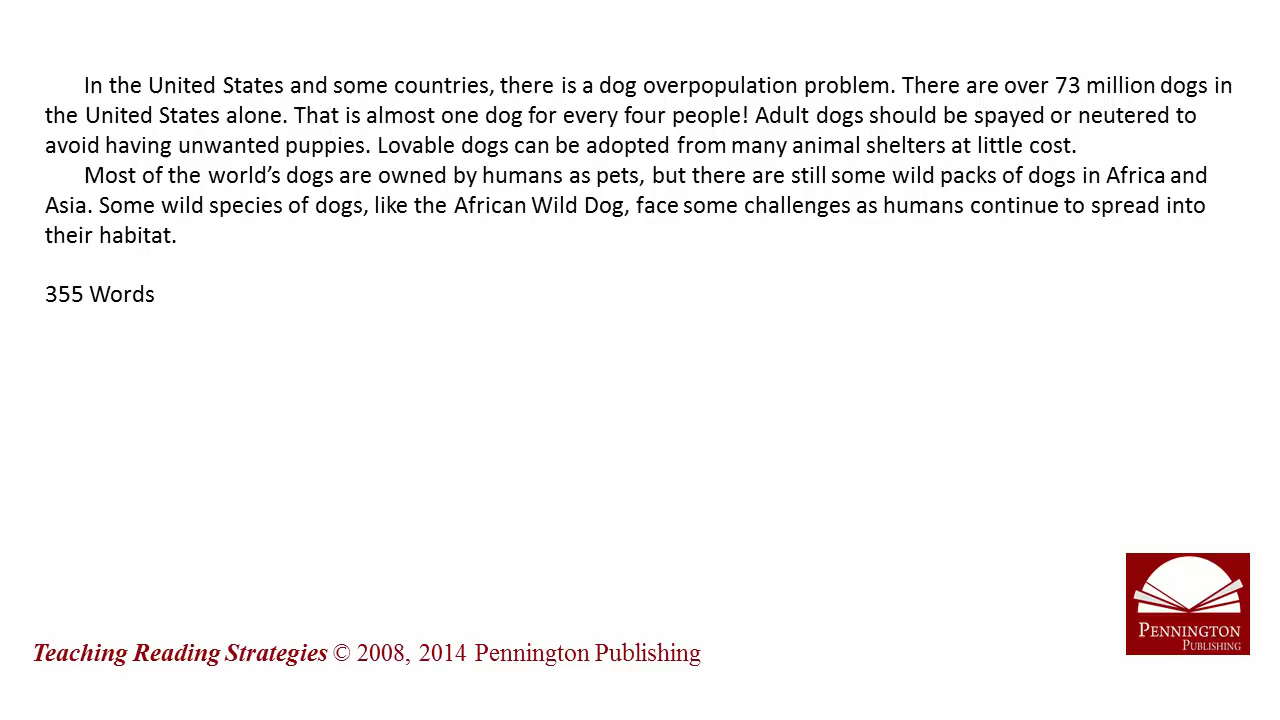 In the United States and some countries, there is a dog overpopulation problem. There are over 73 million dogs in
the United States alone. That is almost one dog for every four people! Adult dogs should be spayed or neutered to
avoid having unwanted puppies. Lovable dogs can be adopted from many animal shelters at little cost.
Most of the world’s dogs are owned by humans as pets, but there are still some wild packs of dogs in Africa and
Asia. Some wild species of dogs, like the African Wild Dog, face some challenges as humans continue to spread into
their habitat.
355 Words
PENNINGTON
PUBLISHING
Teaching Reading Strategies © 2008, 2014 Pennington Publishing